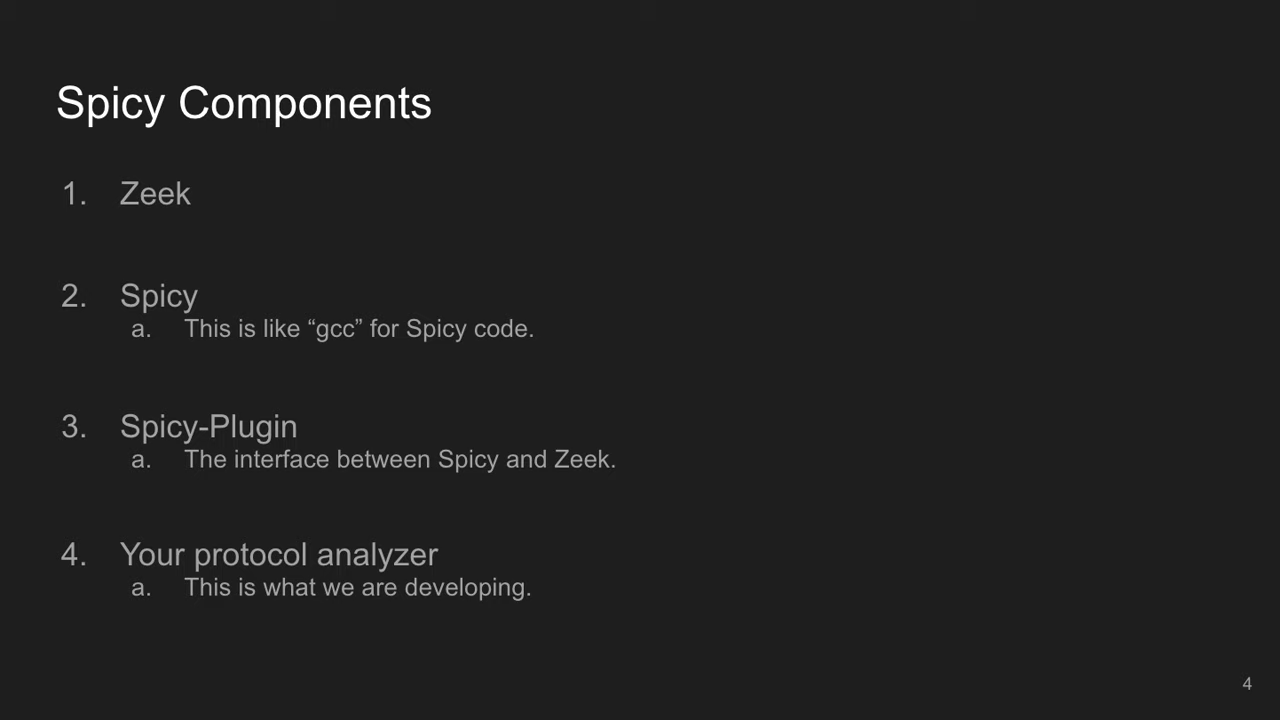 Spicy Components
1. Zeek
2. Spicy
a. This is like “gcc” for Spicy code.
3. Spicy-Plugin
a. The interface between Spicy and Zeek.
4. Your protocol analyzer
a. This is what we are developing.
4